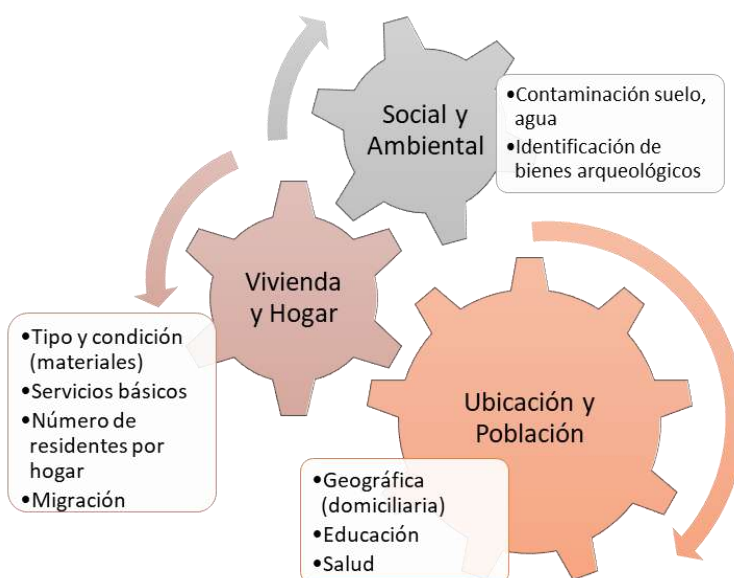 Social y
Ambiental
•Contaminación suelo,
agua
•Identificación de
bienes arqueológicos
Vivienda
y Hogar
•Tipo y condición
(materiales)
•Servicios básicos
•Número de
residentes por
hogar
•Migración
Ubicación y
Población
•Geográfica
(domiciliaria)
•Educación
•Salud